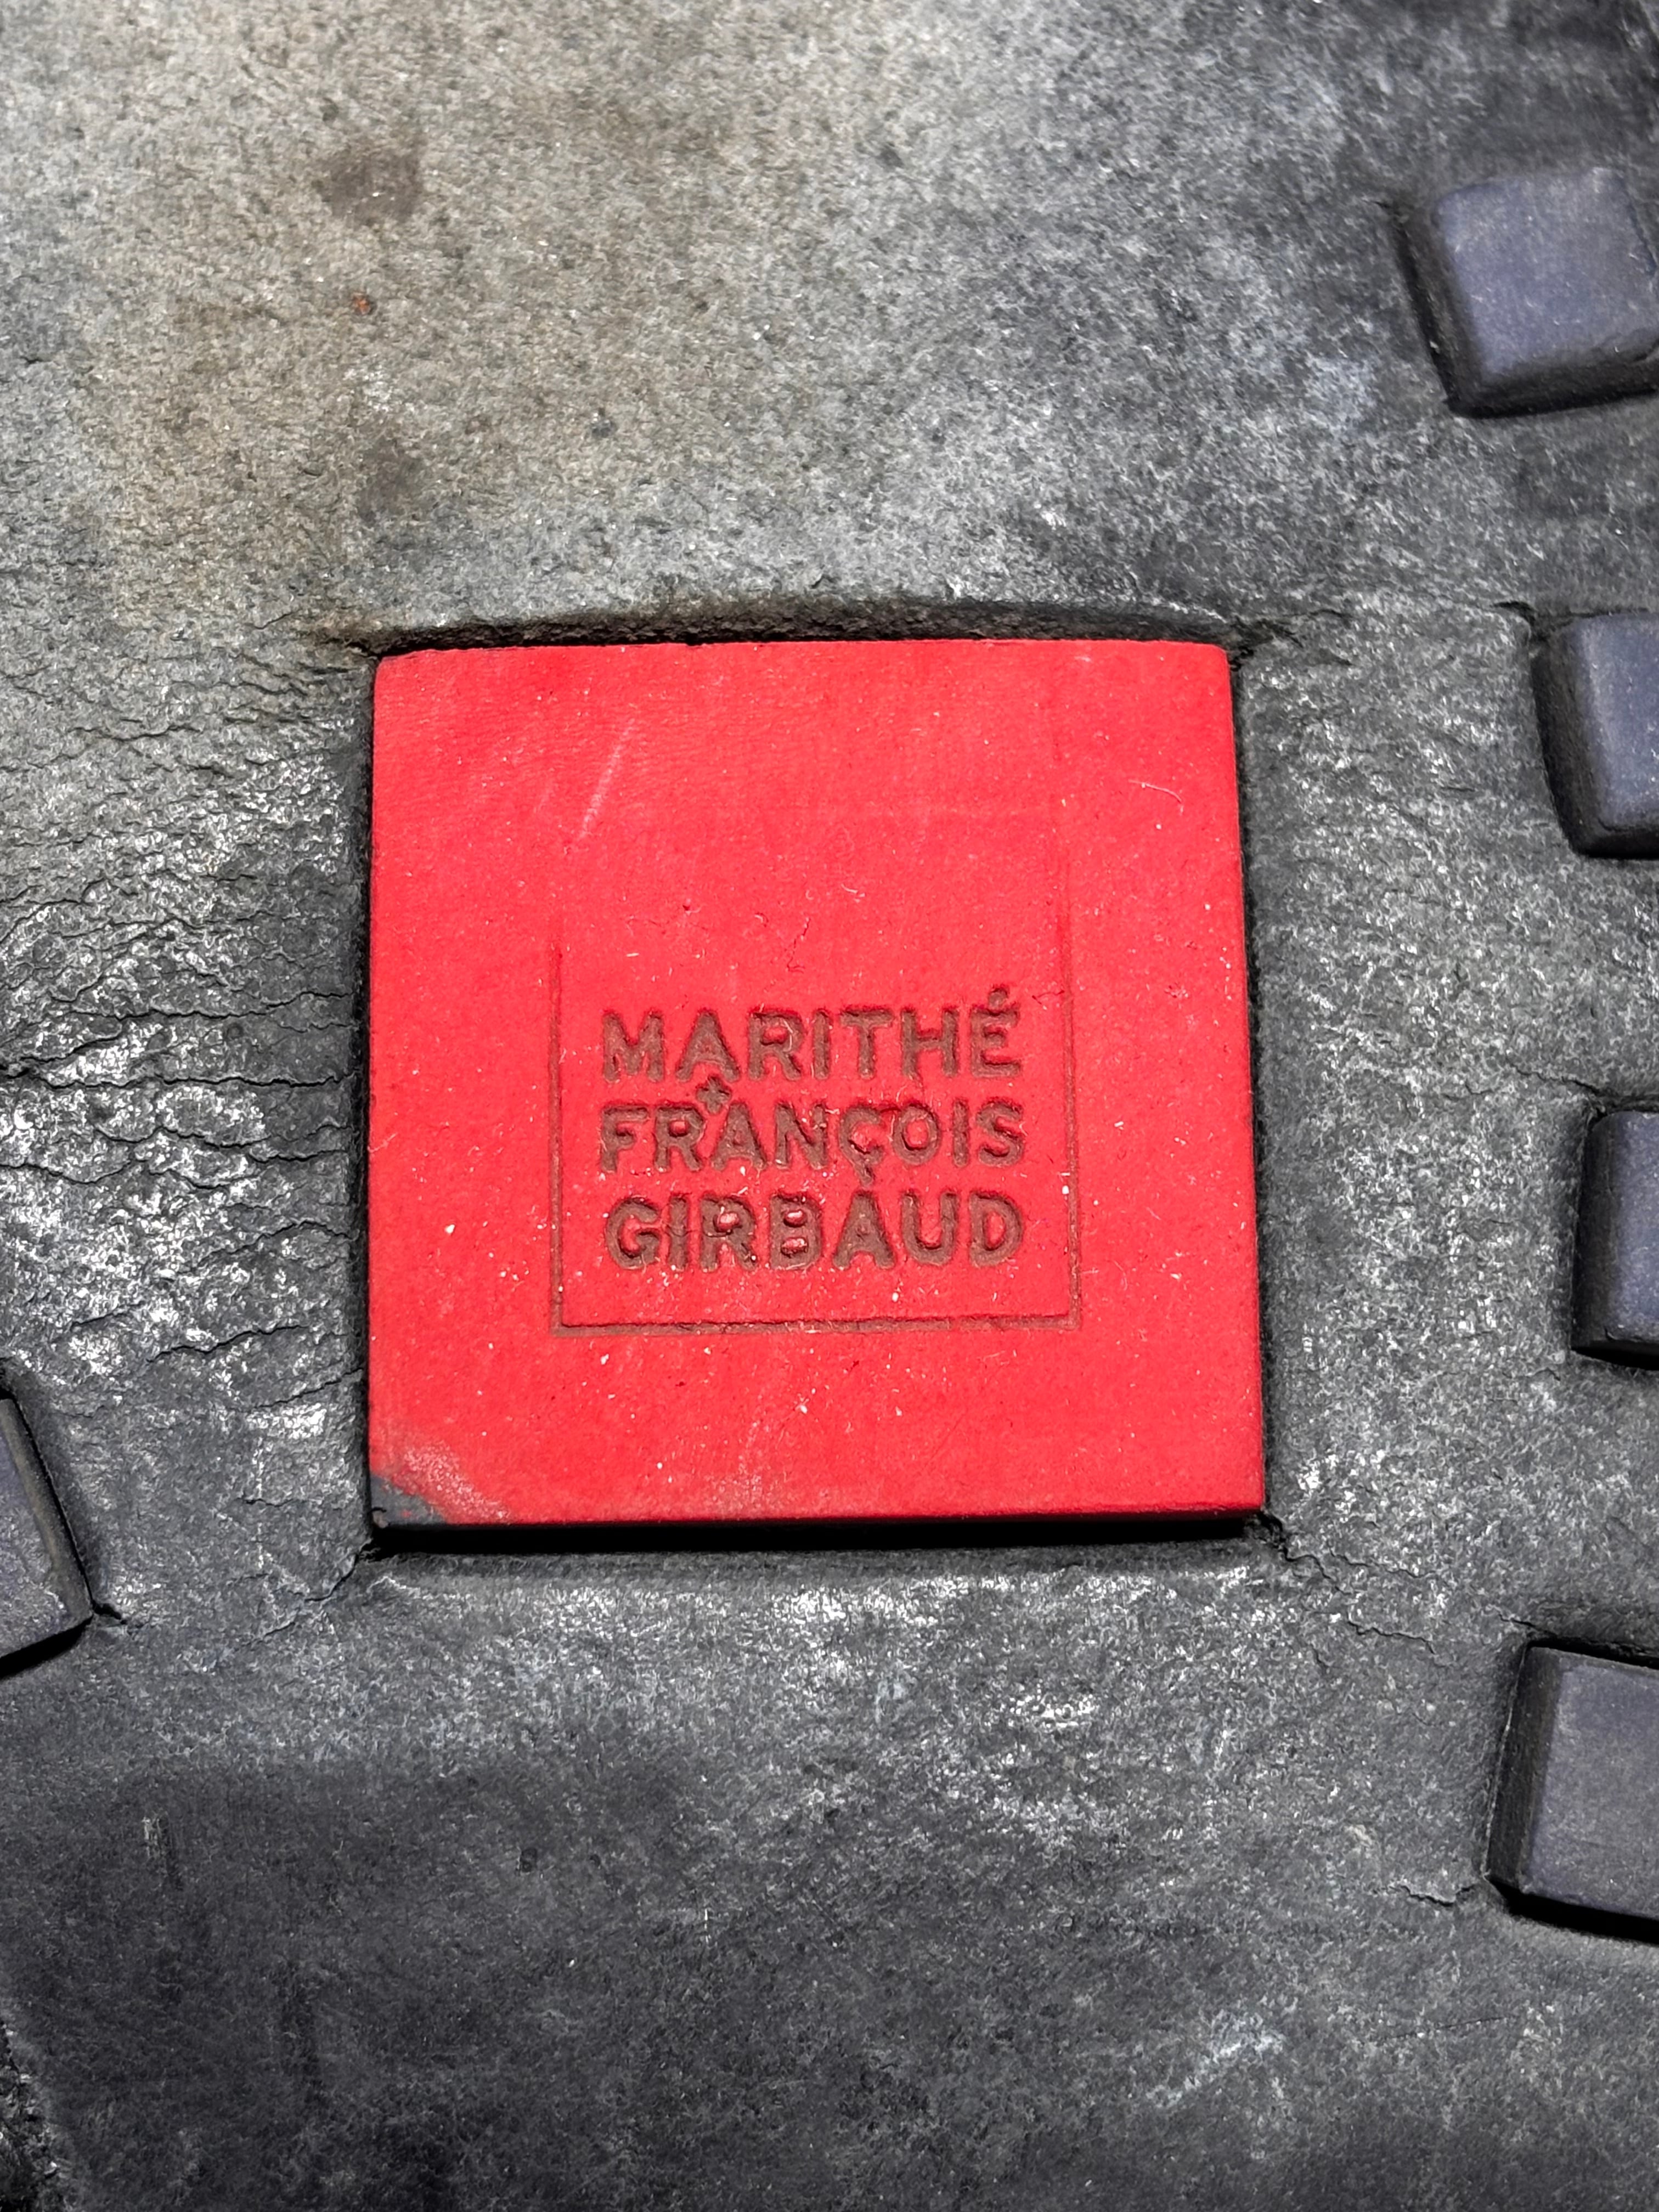 MARITHÉ
+
FRANÇOIS
GIRBAUD